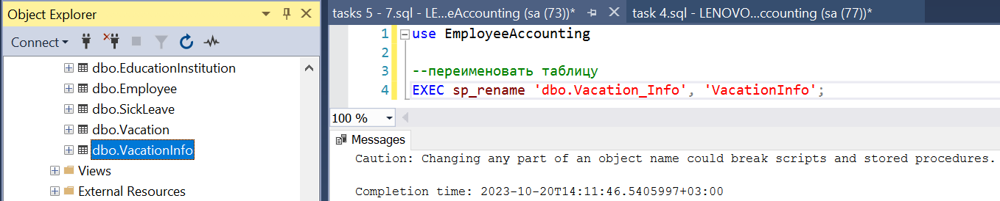 Object Explorer
Connect
dbo.EducationInstitution
dbo.Employee
dbo.SickLeave
dbo.Vacation
dbo.VacationInfo
Views
External Resources
tasks 5 - 7.sql - LE...eAccounting (sa (73))*
task 4.sql - LENOVO...ccounting (sa (77))*
1 use EmployeeAccounting
2
3 --переименовать таблицу
4 EXEC sp_rename 'dbo.Vacation_Info', 'VacationInfo';
100 %
Messages
Caution: Changing any part of an object name could break scripts and stored procedures.
Completion time: 2023-10-20T14:11:46.5405997+03:00